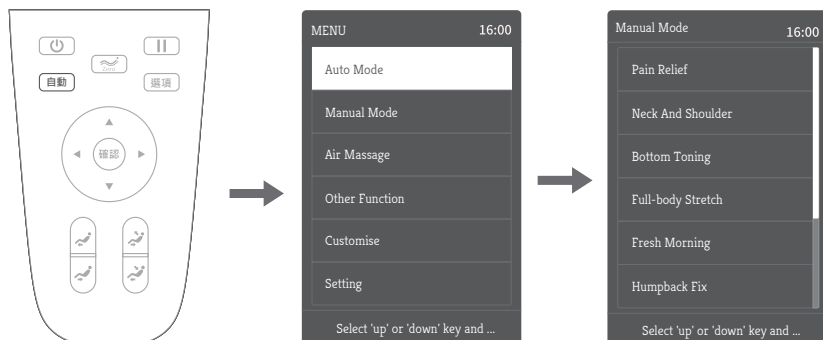 Zero
自動
選項
確認
MENU 16:00
Auto Mode
Manual Mode
Air Massage
Other Function
Customise
Setting
Select 'up' or 'down' key and ...
Manual Mode 16:00
Pain Relief
Neck And Shoulder
Bottom Toning
Full-body Stretch
Fresh Morning
Humpback Fix
Select 'up' or 'down' key and ...